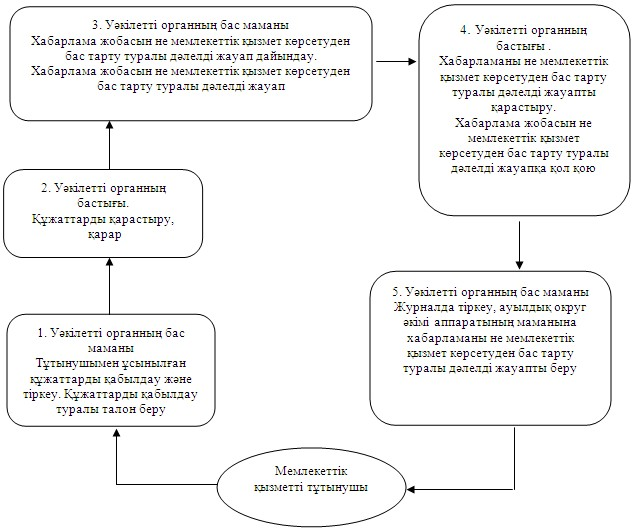 3. Уәкілетті органның бас маманы
Хабарлама жобасын не мемлекеттік қызмет көрсетуден
бас тарту туралы дәлелді жауап дайындау.
Хабарлама жобасын не мемлекеттік қызмет көрсетуден
бас тарту туралы дәлелді жауап
4. Уәкілетті органның
бастығы .
Хабарламаны не мемлекеттік
қызмет көрсетуден бас тарту
туралы дәлелді жауапты
қарастыру.
Хабарлама жобасын не
мемлекеттік қызмет
көрсетуден бас тарту туралы
дәлелді жауапқа қол қою
2. Уәкілетті органның
бастығы.
Құжаттарды қарастыру,
қарар
5. Уәкілетті органның бас маманы
Журналда тіркеу, ауылдық округ
әкімі аппаратының маманына
хабарламаны не мемлекеттік
қызмет көрсетуден бас тарту
туралы дәлелді жауапты беру
1. Уәкілетті органның бас
маманы
Тұтынушымен ұсынылған
құжаттарды қабылдау және
тіркеу. Құжаттарды қабылдау
туралы талон беру
Мемлекеттік
қызметті тұтынушы